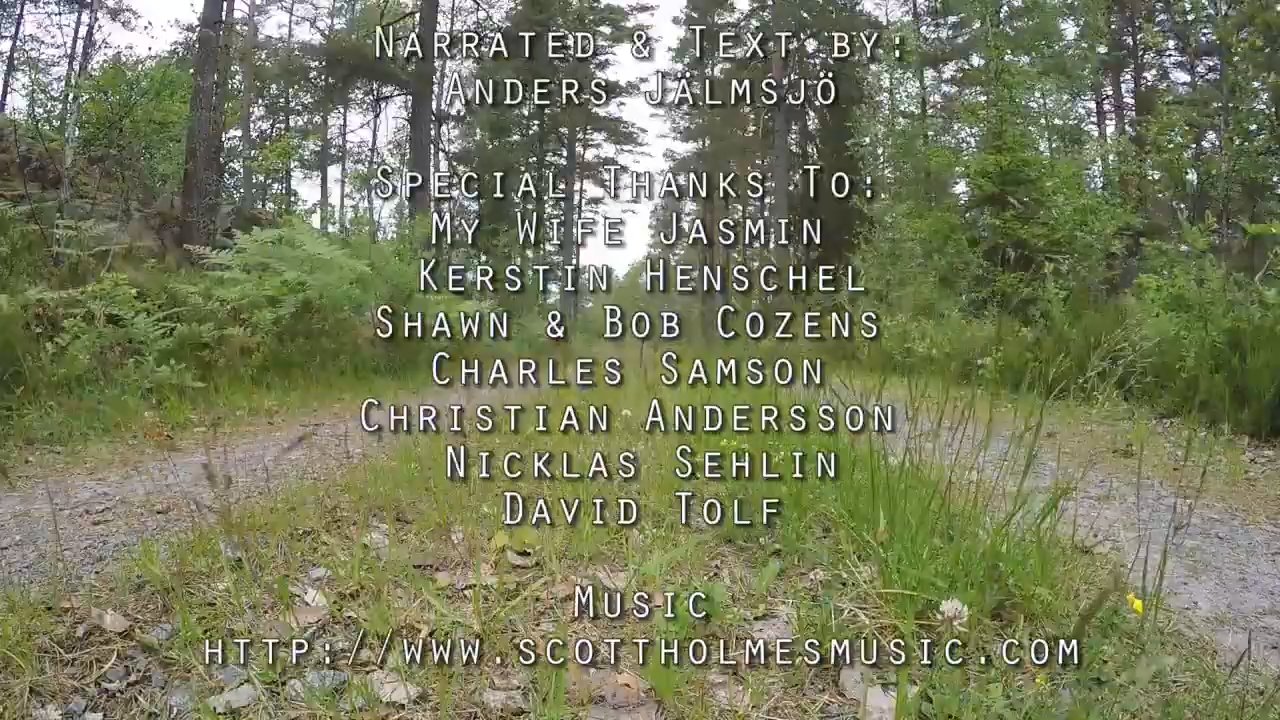 Narrated & Text by:
Anders Jälmsjö
Special Thanks To:
My Wife Jasmin
Kerstin Henschel
Shawn & Bob Cozens
Charles Samson
Christian Andersson
Nicklas Sehlin
David Tolf
Music
http://www.scottholmesmusic.com